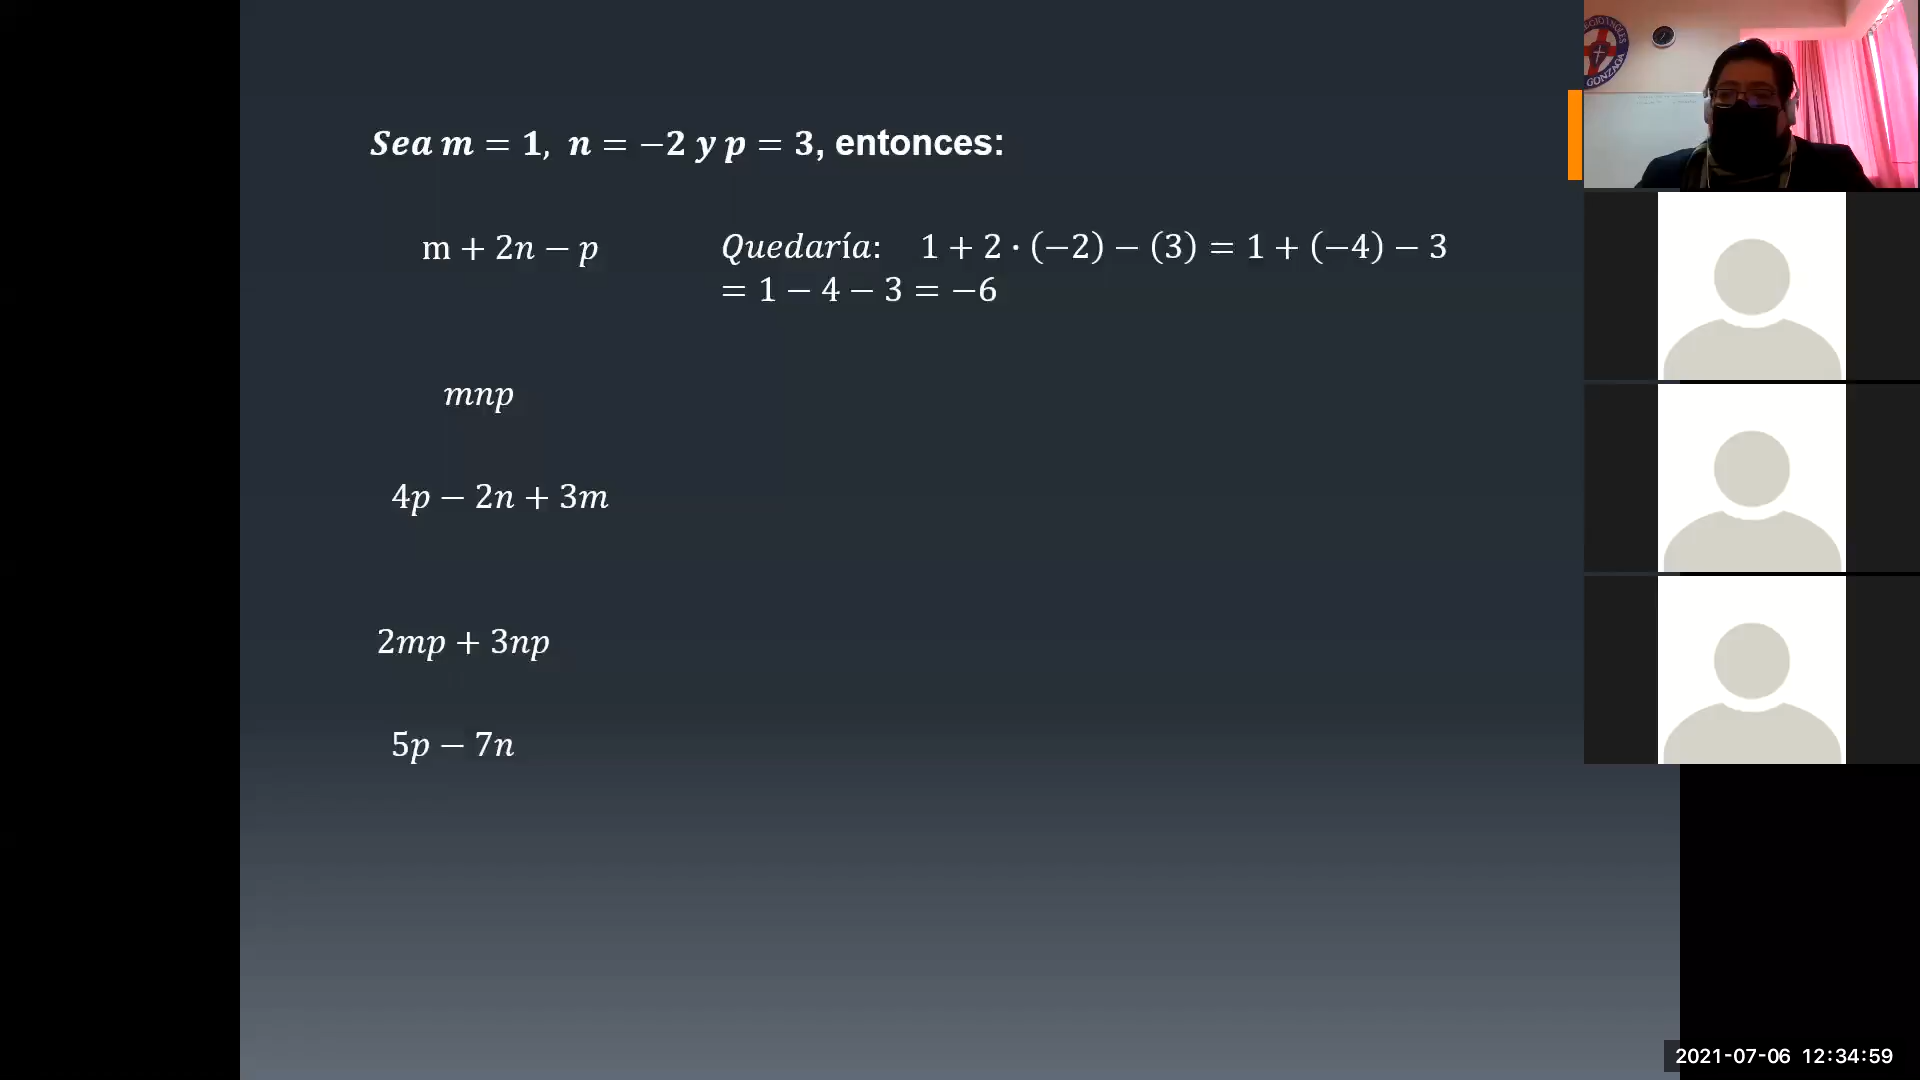 Sea m = 1, n = −2 y p = 3, entonces:
m + 2n − p
Quedaría: 1 + 2 · (−2) − (3) = 1 + (−4) − 3
= 1 − 4 − 3 = −6
mnp
4p − 2n + 3m
2mp + 3np
5p − 7n
GONZAGA
2021-07-06 12:34:59